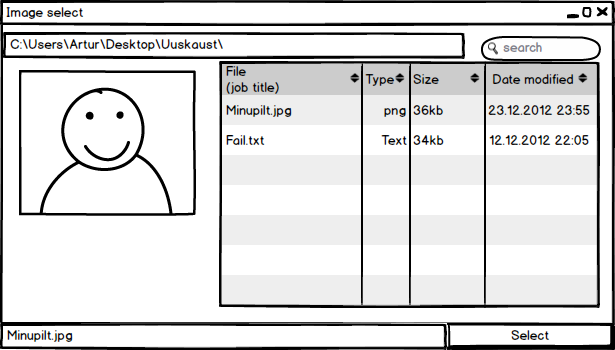 Image select
C:\Users\Artur\Desktop\Uuskaust\
search
File
(job title)
Type
Size
Date modified
Minupilt.jpg png 36kb 23.12.2012 23:55
Fail.txt Text 34kb 12.12.2012 22:05
Minupilt.jpg
Select